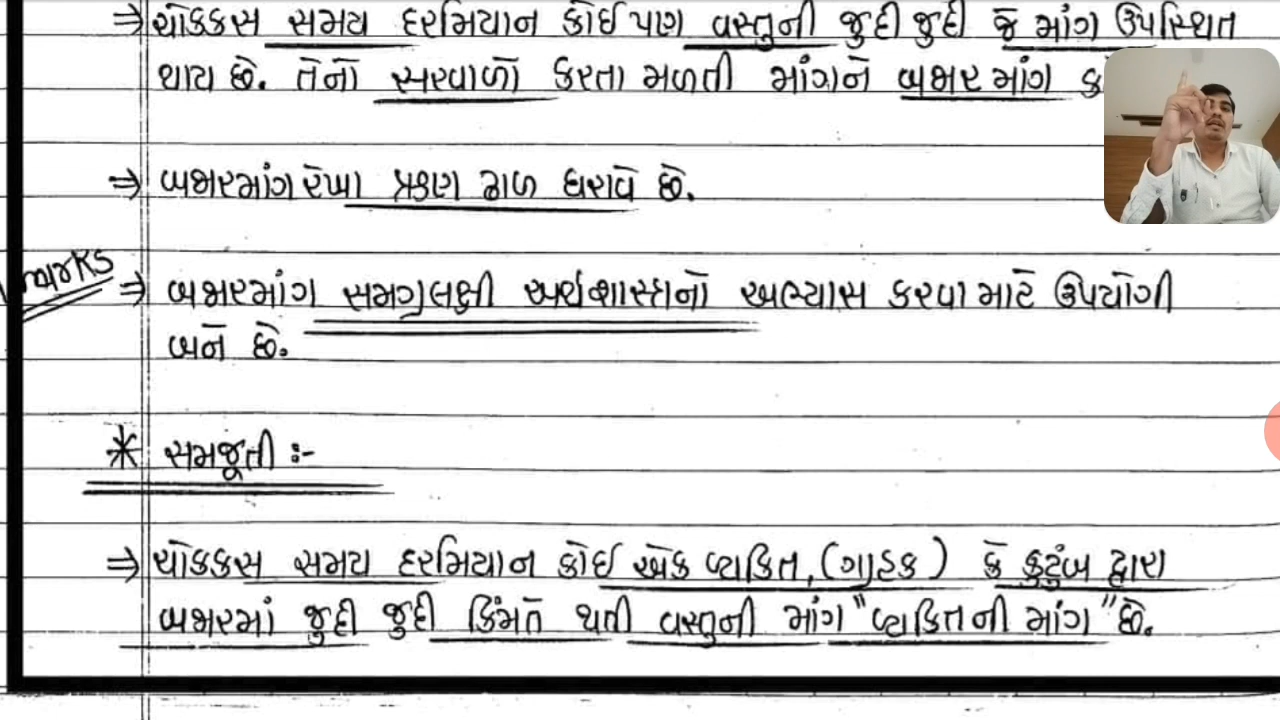 ⇒ ચોક્કસ સમય દરમિયાન કોઈ પણ વસ્તુની જુદી જુદી જે માંગ ઉપસ્થિત
થાય છે. તેનો સરવાળો કરતા મળતી માંગને બજાર માંગ
⇒ બજારમાંગ રેખા ત્રકણ ઢાળ ધરાવે છે.
માર્ક્સ ⇒ બજારમાંગ સમગ્રલક્ષી અર્થશાસ્ત્રનો અભ્યાસ કરવા માટે ઉપયોગી
બને છે.
* સમજૂતી :-
⇒ ચોક્કસ સમય દરમિયાન કોઈ એક વ્યકિત, (ગ્રાહક) કે કુટુંબ દ્વારા
બજારમાં જુદી જુદી કિંમતે થતી વસ્તુની માંગ "વ્યકિતની માંગ" છે.